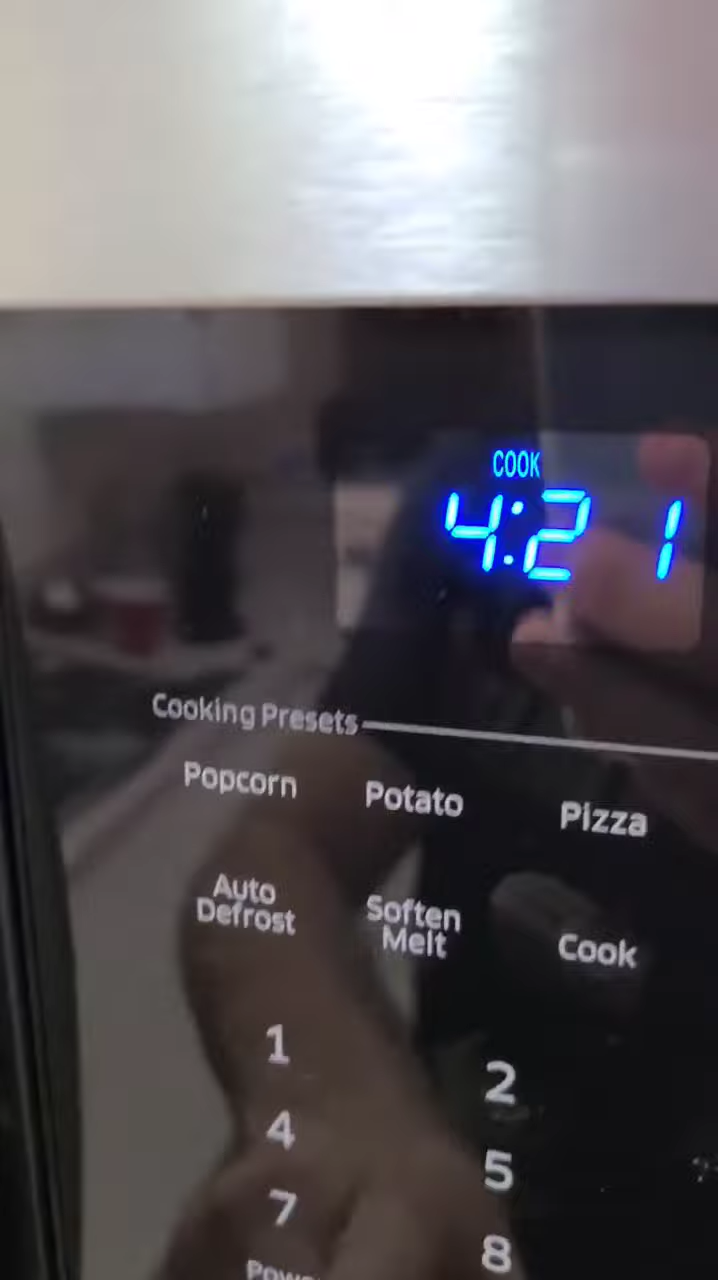 COOK
4:21
Cooking Presets
Popcorn Potato Pizza
Auto Defrost
Soften Melt
Cook
1 2
4 5
7 8